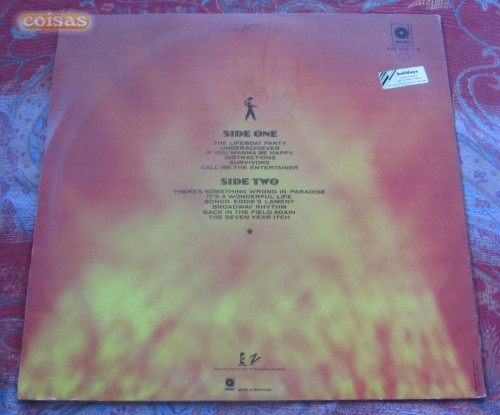 coisas
holidays
SIDE ONE
THE LIFEBOAT PARTY
UNDERACHIEVER
IF YOU WANNA BE HAPPY
DISTRACTIONS
SURVIVORS
CALL ME THE ENTERTAINER
SIDE TWO
THERE'S SOMETHING WRONG IN PARADISE
IT'S A WONDERFUL LIFE
BONGO EDDIE'S LAMENT
BROADWAY RHYTHM
BACK IN THE FIELD AGAIN
THE SEVEN YEAR ITCH